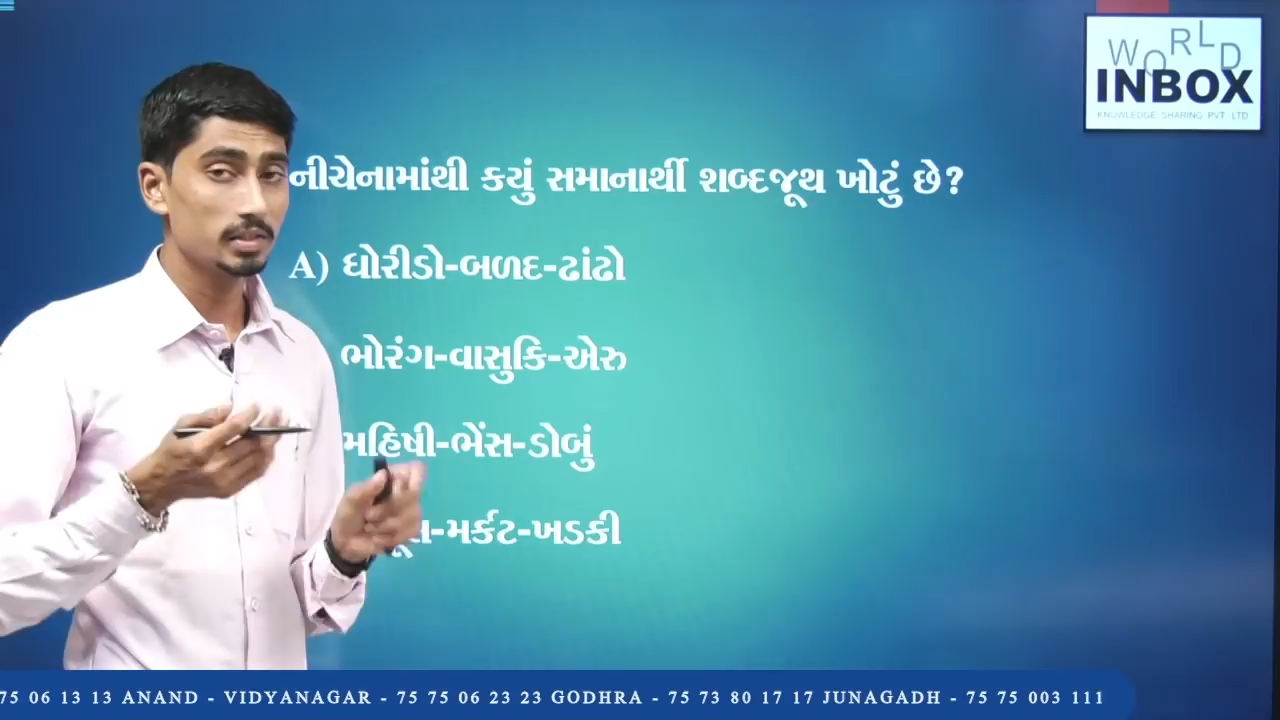 WORLD
INBOX
KNOWLEDGE SHARING PVT. LTD
નીચેનામાંથી કયું સમાનાર્થી શબ્દજૂથ ખોટું છે?
A) ધોરીડો-બળદ-ઢાંઢો
ભોરંગ-વાસુકિ-એરુ
મહિષી-ભેંસ-ડોબું
-મર્કટ-ખડકી
75 06 13 13 ANAND - VIDYANAGAR - 75 75 06 23 23 GODHRA - 75 73 80 17 17 JUNAGADH - 75 75 003 111